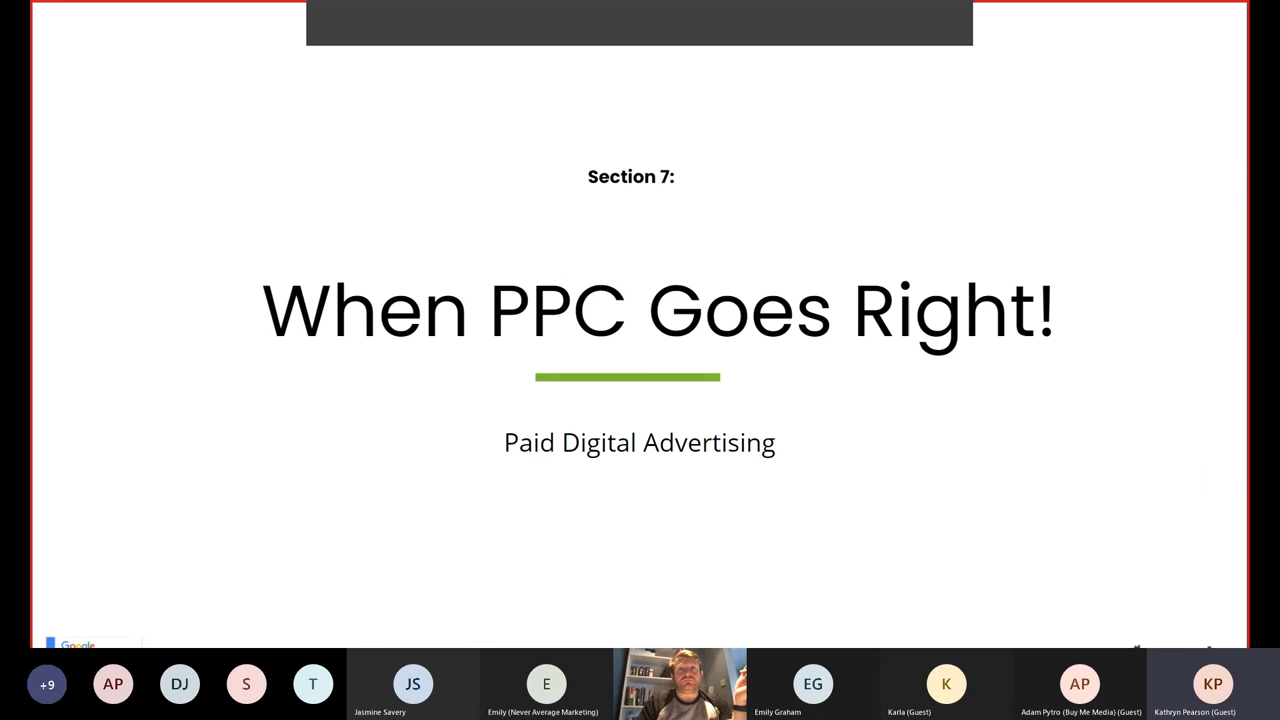 Section 7:
When PPC Goes Right!
Paid Digital Advertising
Google
+9
AP
DJ
S
T
JS
Jasmine Savery
E
Emily (Never Average Marketing)
EG
Emily Graham
K
Karla (Guest)
AP
Adam Pytro (Buy Me Media) (Guest)
KP
Kathryn Pearson (Guest)